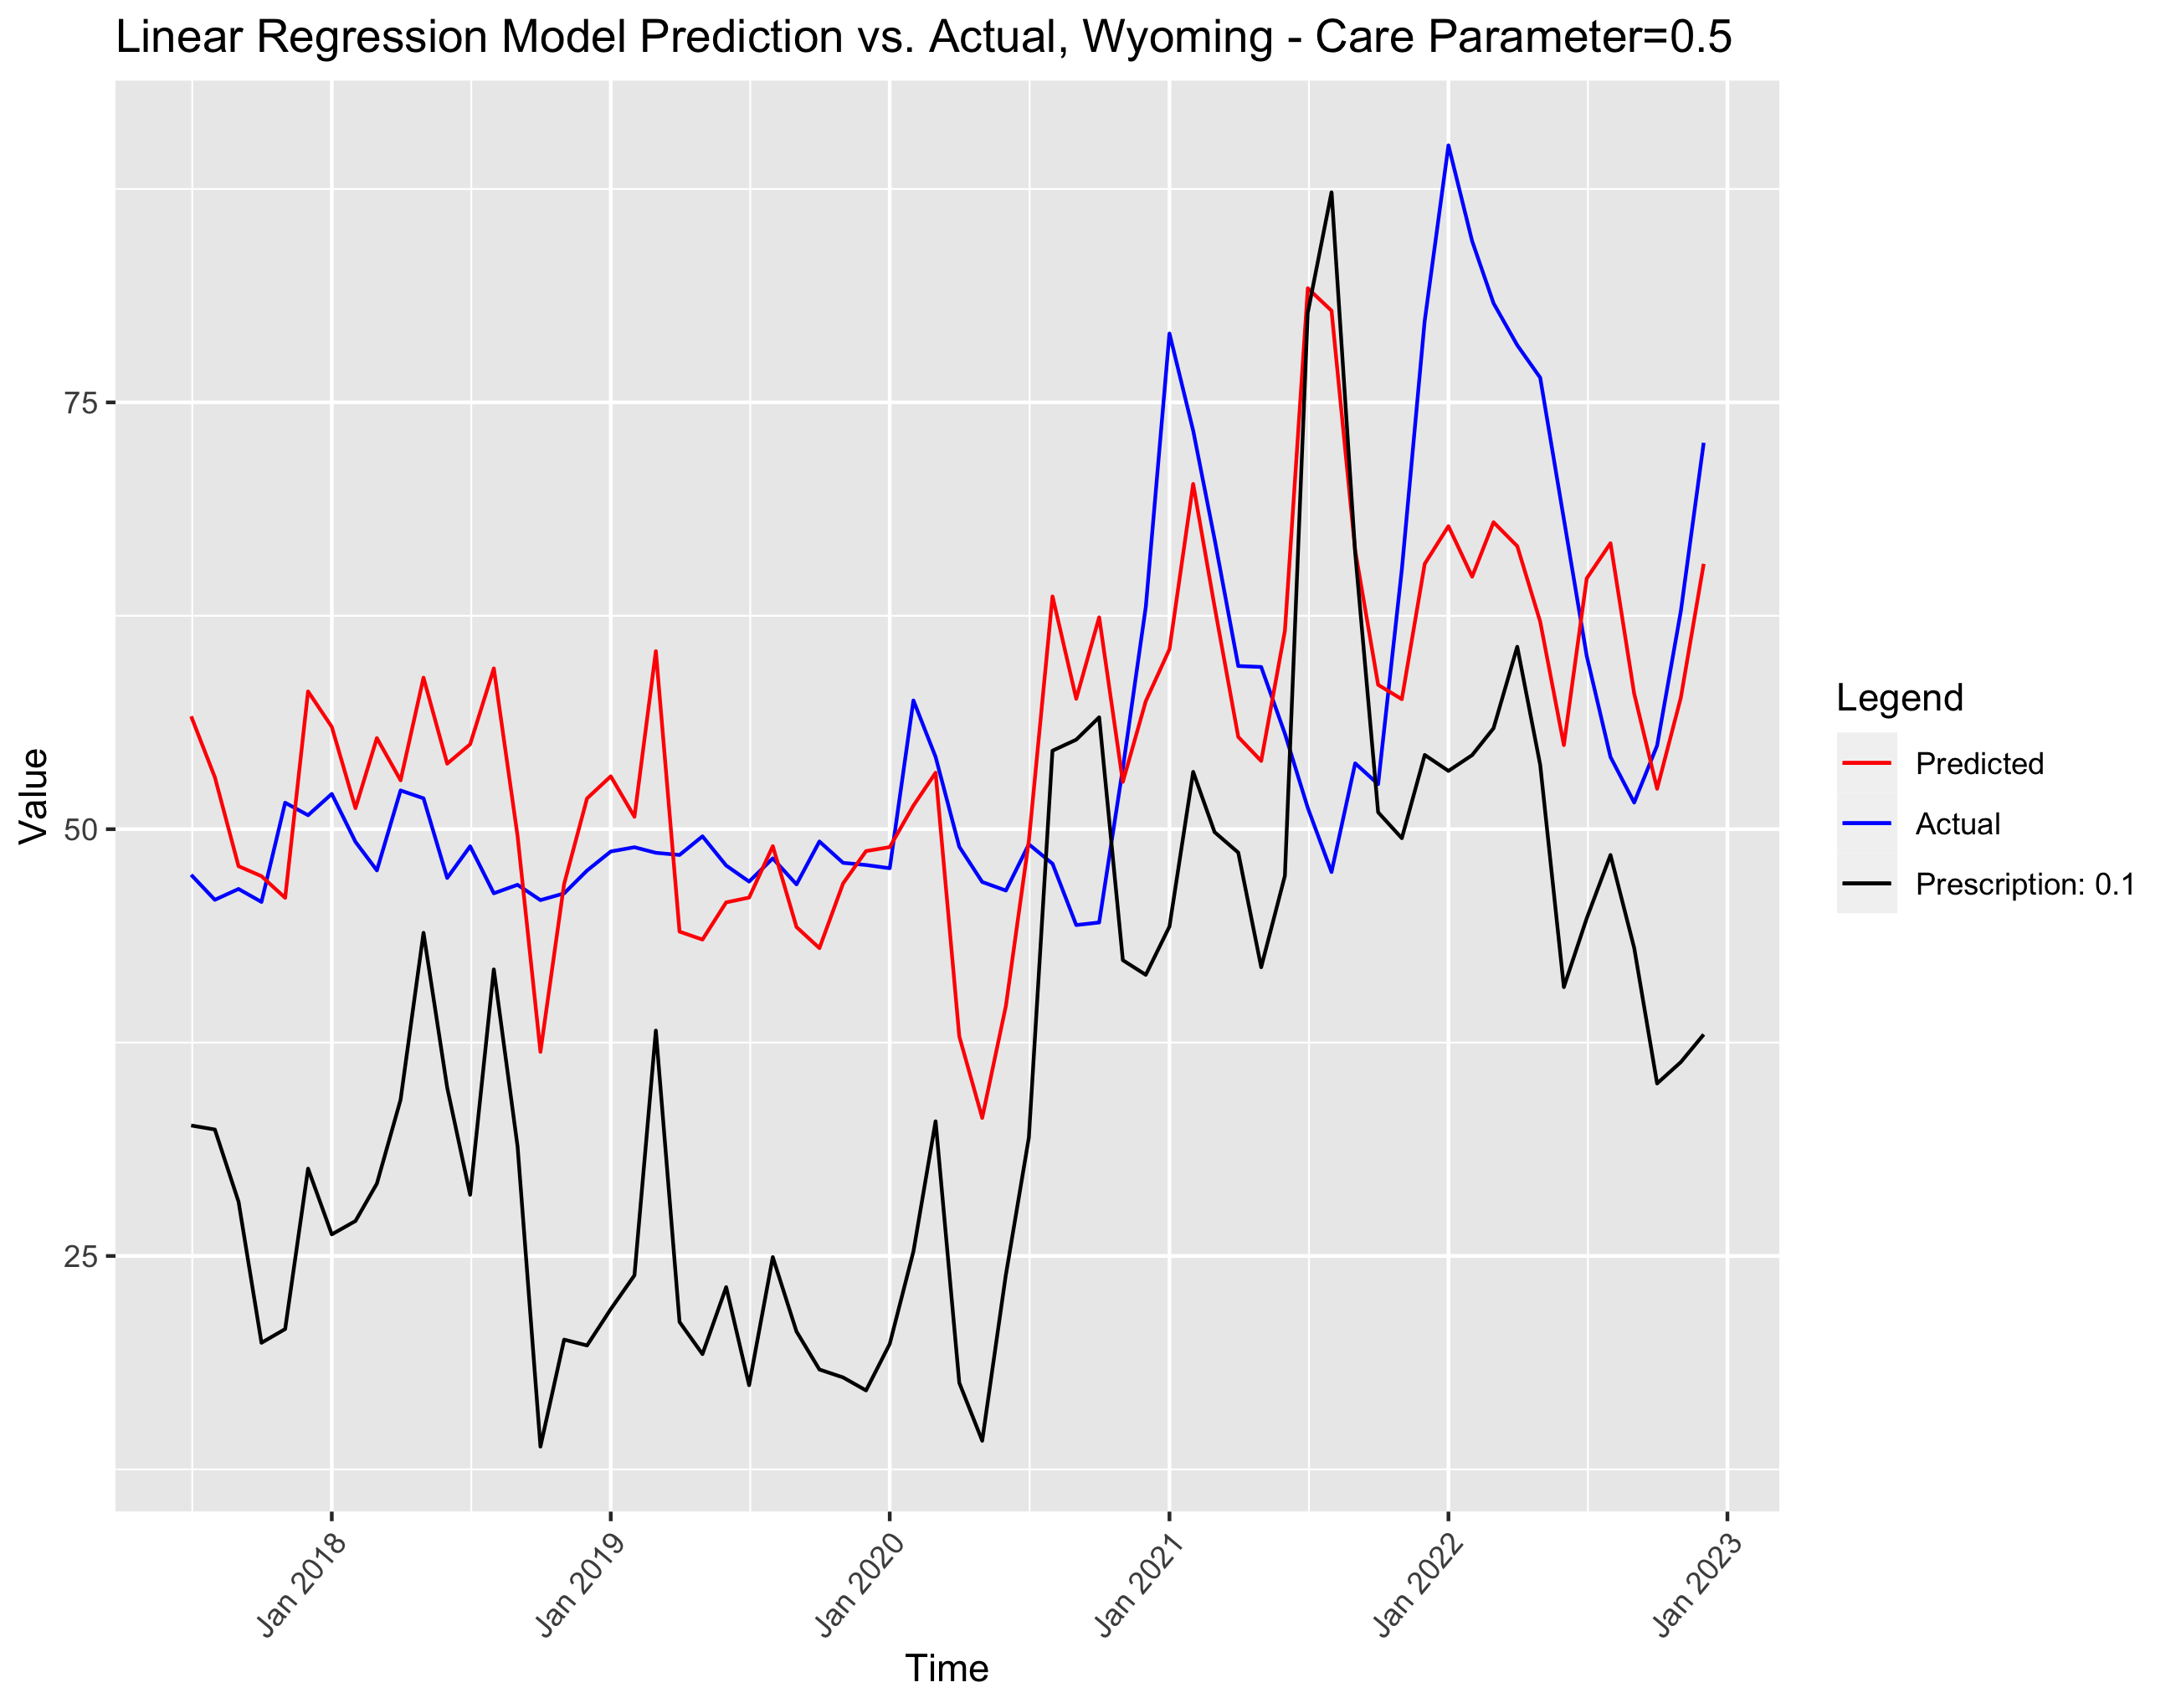 Linear Regression Model Prediction vs. Actual, Wyoming - Care Parameter=0.5
Value
75
50
25
Jan 2018
Jan 2019
Jan 2020
Jan 2021
Jan 2022
Jan 2023
Time
Legend
Predicted
Actual
Prescription: 0.1